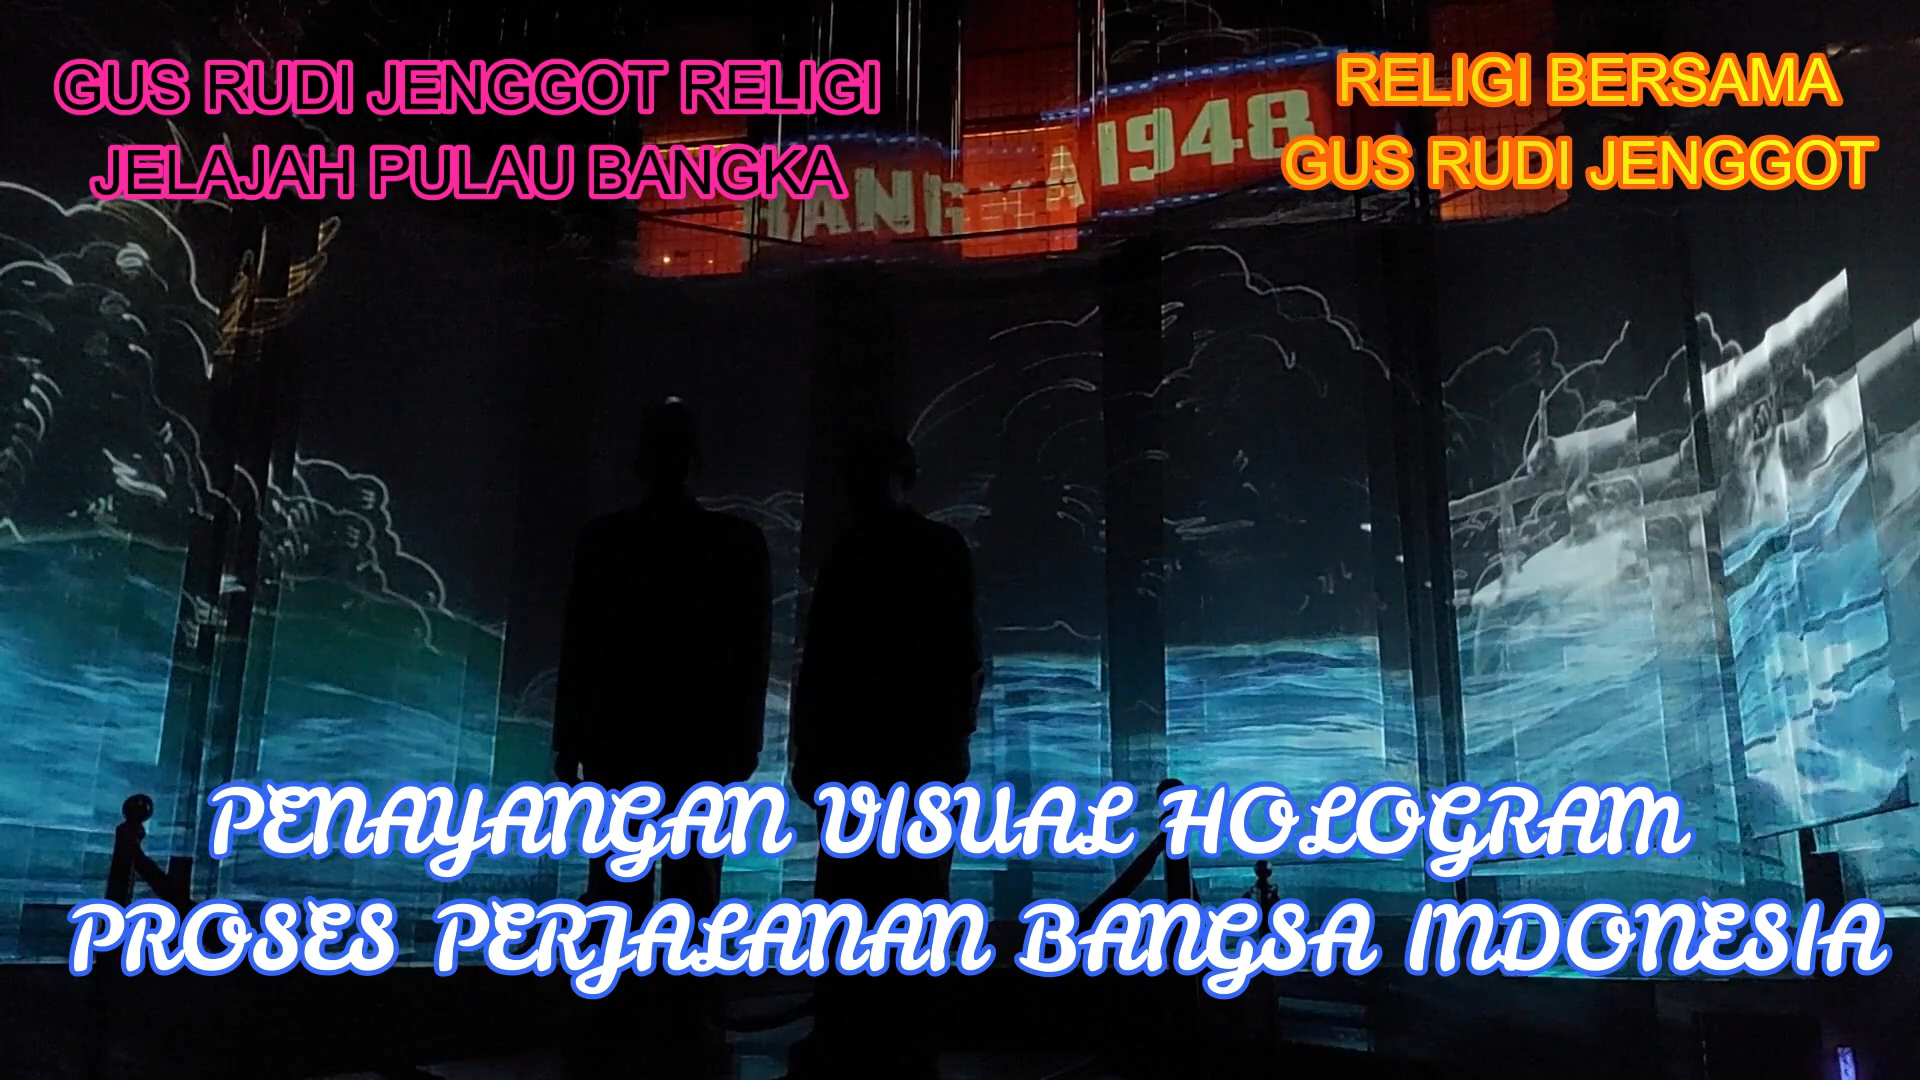 GUS RUDI JENGGOT RELIGI
JELAJAH PULAU BANGKA
RELIGI BERSAMA
GUS RUDI JENGGOT
BANGKA 1948
PENAYANGAN VISUAL HOLOGRAM
PROSES PERJALANAN BANGSA INDONESIA